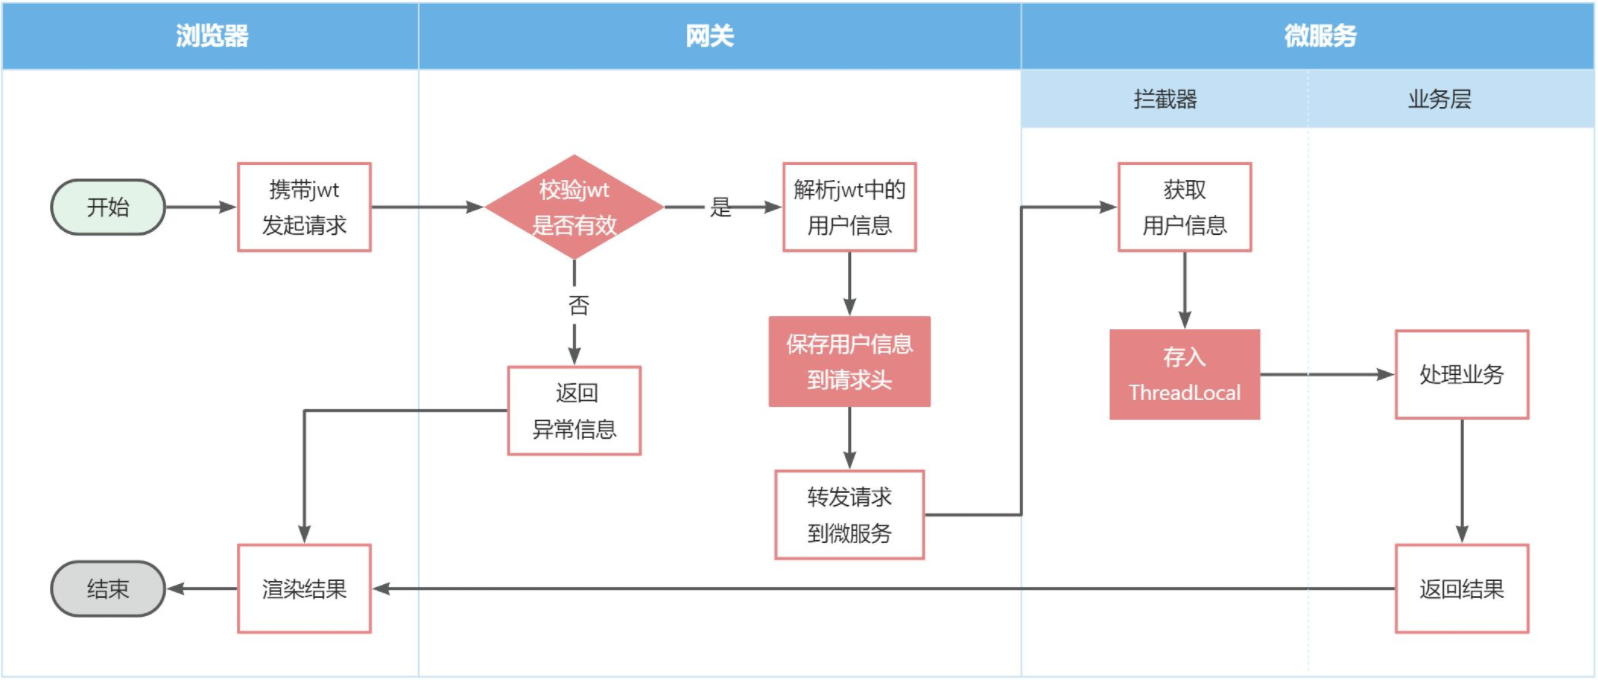 浏览器
网关
微服务
拦截器
业务层
开始
携带jwt
发起请求
校验jwt
是否有效
是
解析jwt中的
用户信息
获取
用户信息
否
保存用户信息
到请求头
存入
ThreadLocal
处理业务
返回
异常信息
转发请求
到微服务
结束
渲染结果
返回结果